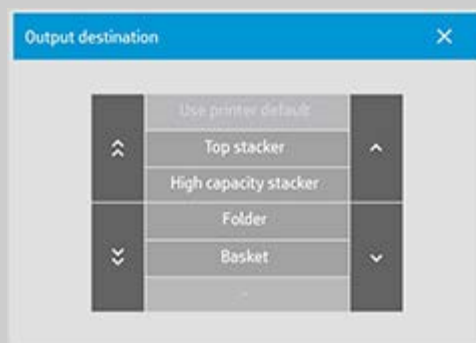 Output destination
Use printer default
Top stacker
High capacity stacker
Folder
Basket
-